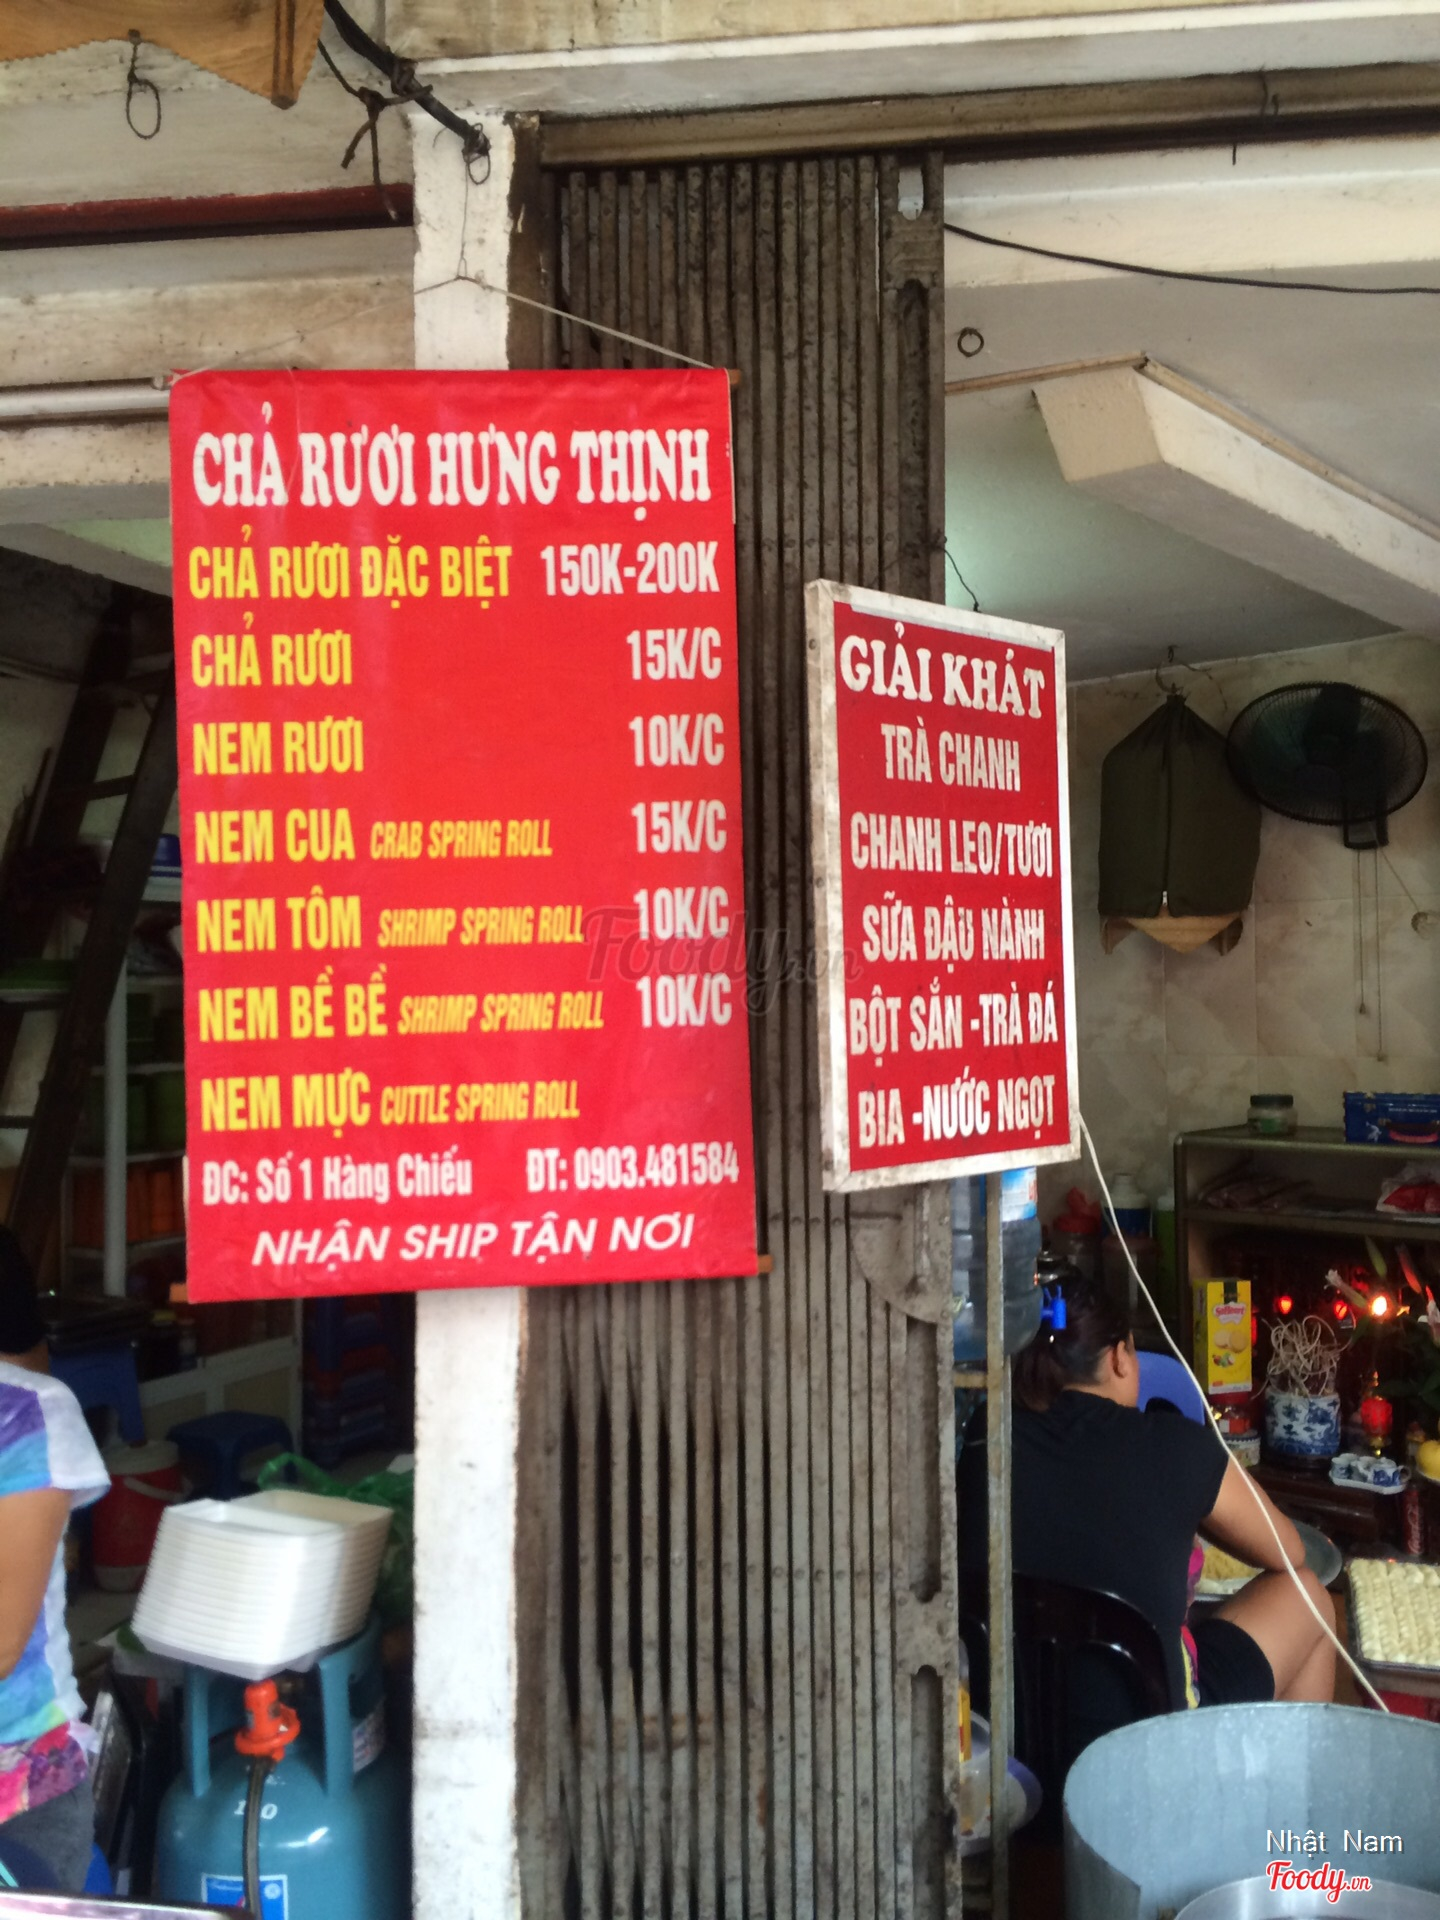 CHẢ RƯƠI HƯNG THỊNH
CHẢ RƯƠI ĐẶC BIỆT 150K-200K
CHẢ RƯƠI 15K/C
NEM RƯƠI 10K/C
NEM CUA CRAB SPRING ROLL 15K/C
NEM TÔM SHRIMP SPRING ROLL 10K/C
NEM BỀ BỀ SHRIMP SPRING ROLL 10K/C
NEM MỰC CUTTLE SPRING ROLL
ĐC: Số 1 Hàng Chiếu ĐT: 0903.481584
NHẬN SHIP TẬN NƠI
GIẢI KHÁT
TRÀ CHANH
CHANH LEO/TƯƠI
SỮA ĐẬU NÀNH
BỘT SẮN -TRÀ ĐÁ
BIA -NƯỚC NGỌT
Foody.vn
Nhật Nam
Foody.vn